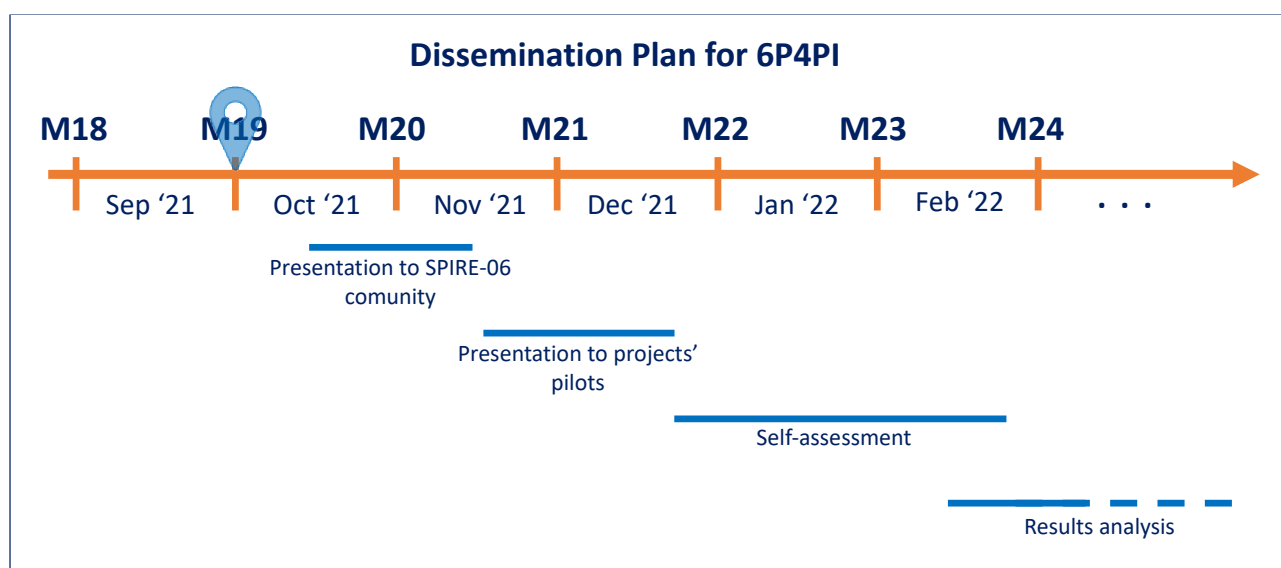 Dissemination Plan for 6P4PI
M18 M19 M20 M21 M22 M23 M24
Sep ‘21 Oct ‘21 Nov ‘21 Dec ‘21 Jan ‘22 Feb ‘22 . . .
Presentation to SPIRE-06
comunity
Presentation to projects’
pilots
Self-assessment
Results analysis